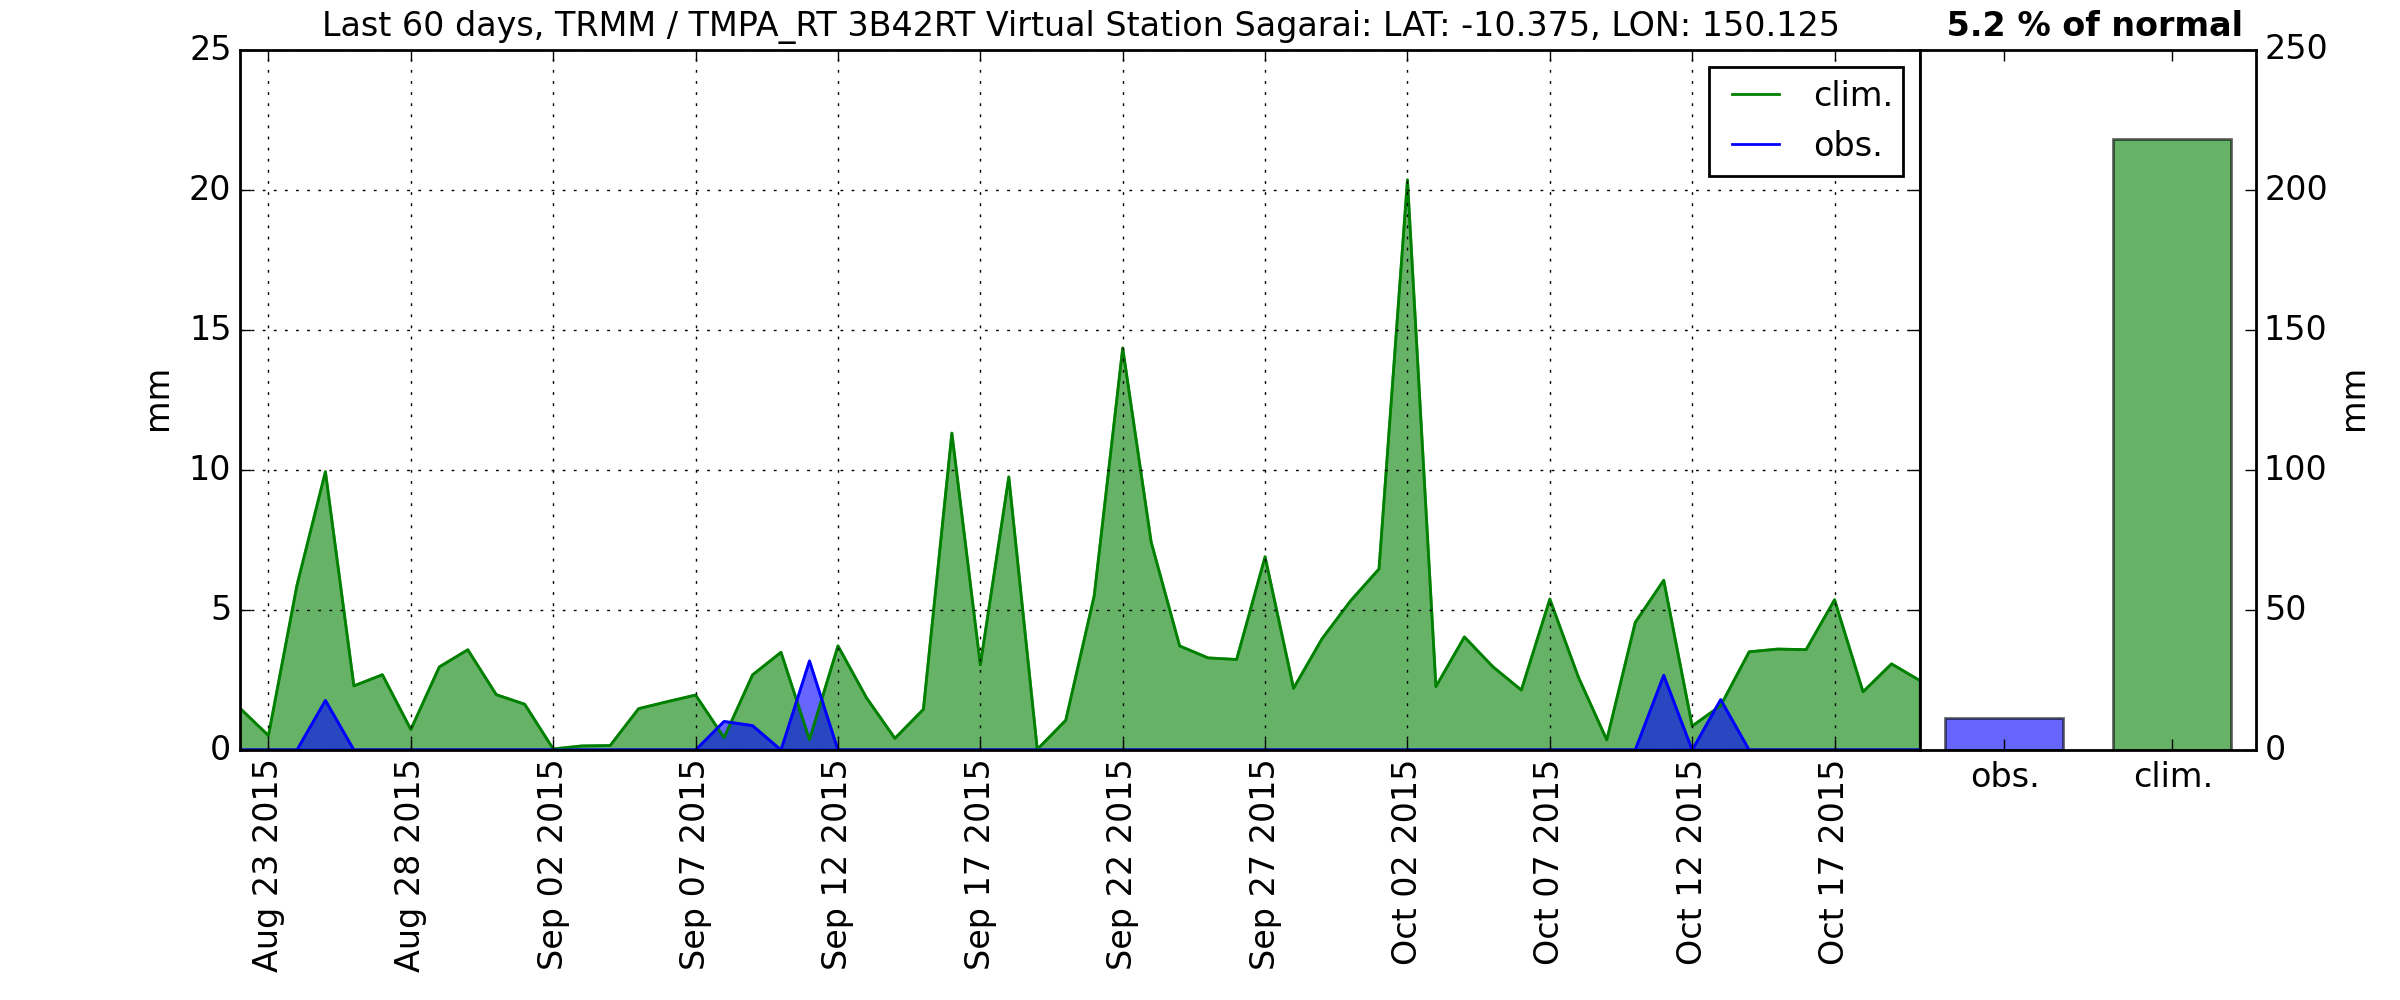 Last 60 days, TRMM / TMPA_RT 3B42RT Virtual Station Sagarai: LAT: -10.375, LON: 150.125
5.2 % of normal
25
20
15
10
5
0
mm
clim.
obs.
250
200
150
100
50
0
mm
obs.
clim.
Aug 23 2015
Aug 28 2015
Sep 02 2015
Sep 07 2015
Sep 12 2015
Sep 17 2015
Sep 22 2015
Sep 27 2015
Oct 02 2015
Oct 07 2015
Oct 12 2015
Oct 17 2015